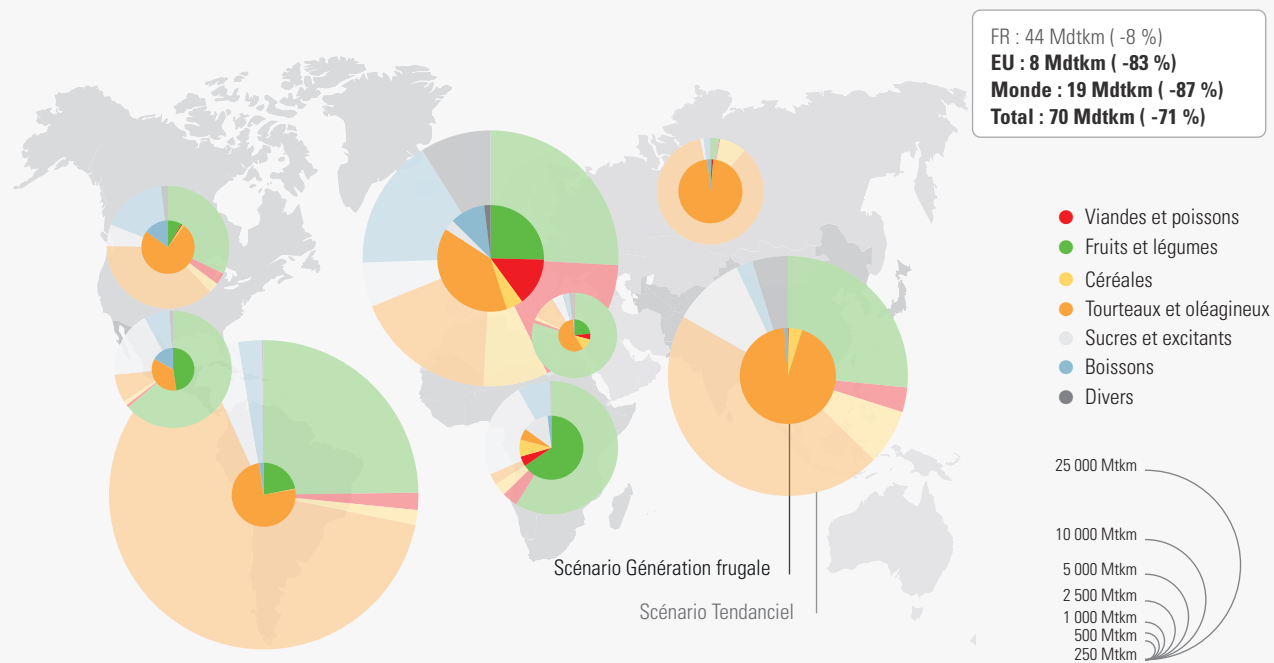 FR : 44 Mdtkm ( -8 %)
EU : 8 Mdtkm ( -83 %)
Monde : 19 Mdtkm ( -87 %)
Total : 70 Mdtkm ( -71 %)
Viandes et poissons
Fruits et légumes
Céréales
Tourteaux et oléagineux
Sucres et excitants
Boissons
Divers
25 000 Mtkm
10 000 Mtkm
5 000 Mtkm
2 500 Mtkm
1 000 Mtkm
500 Mtkm
250 Mtkm
Scénario Génération frugale
Scénario Tendanciel